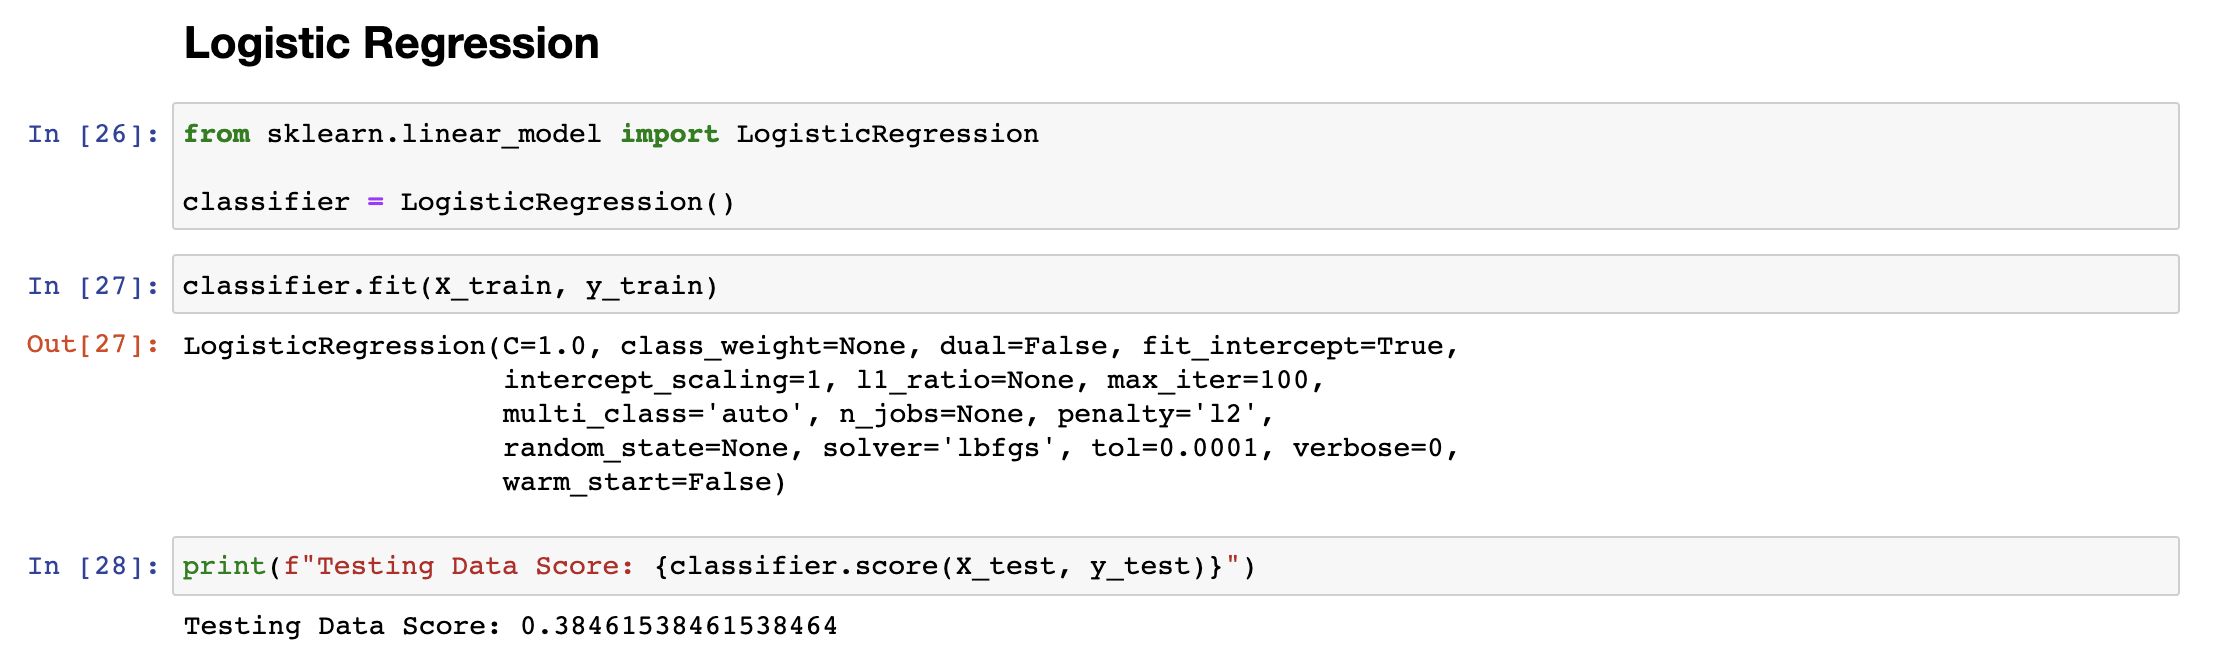 Logistic Regression
In [26]: from sklearn.linear_model import LogisticRegression
classifier = LogisticRegression()
In [27]: classifier.fit(X_train, y_train)
Out[27]: LogisticRegression(C=1.0, class_weight=None, dual=False, fit_intercept=True,
intercept_scaling=1, l1_ratio=None, max_iter=100,
multi_class='auto', n_jobs=None, penalty='l2',
random_state=None, solver='lbfgs', tol=0.0001, verbose=0,
warm_start=False)
In [28]: print(f"Testing Data Score: {classifier.score(X_test, y_test)}")
Testing Data Score: 0.38461538461538464